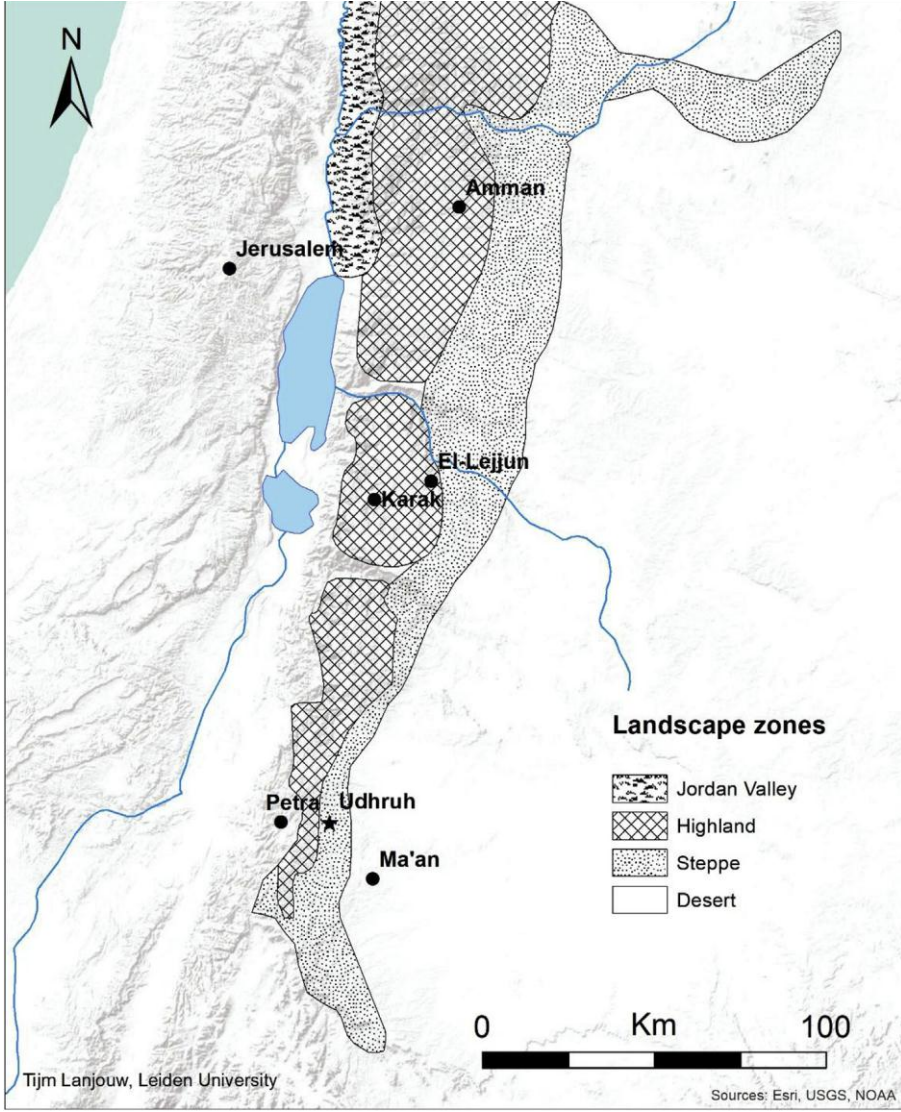 N
Amman
Jerusalem
El-Lejjun
Karak
Landscape zones
Jordan Valley
Highland
Steppe
Desert
Petra
Udhruh
Ma'an
0 Km 100
Tijm Lanjouw, Leiden University
Sources: Esri, USGS, NOAA